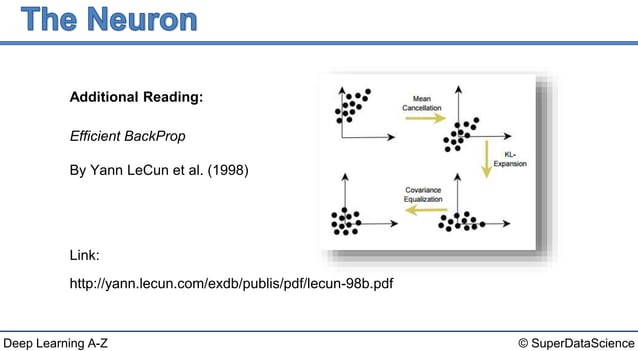 The Neuron
Additional Reading:
Efficient BackProp
By Yann LeCun et al. (1998)
Mean
Cancellation
KL-
Expansion
Covariance
Equalization
Link:
http://yann.lecun.com/exdb/publis/pdf/lecun-98b.pdf
Deep Learning A-Z
© SuperDataScience